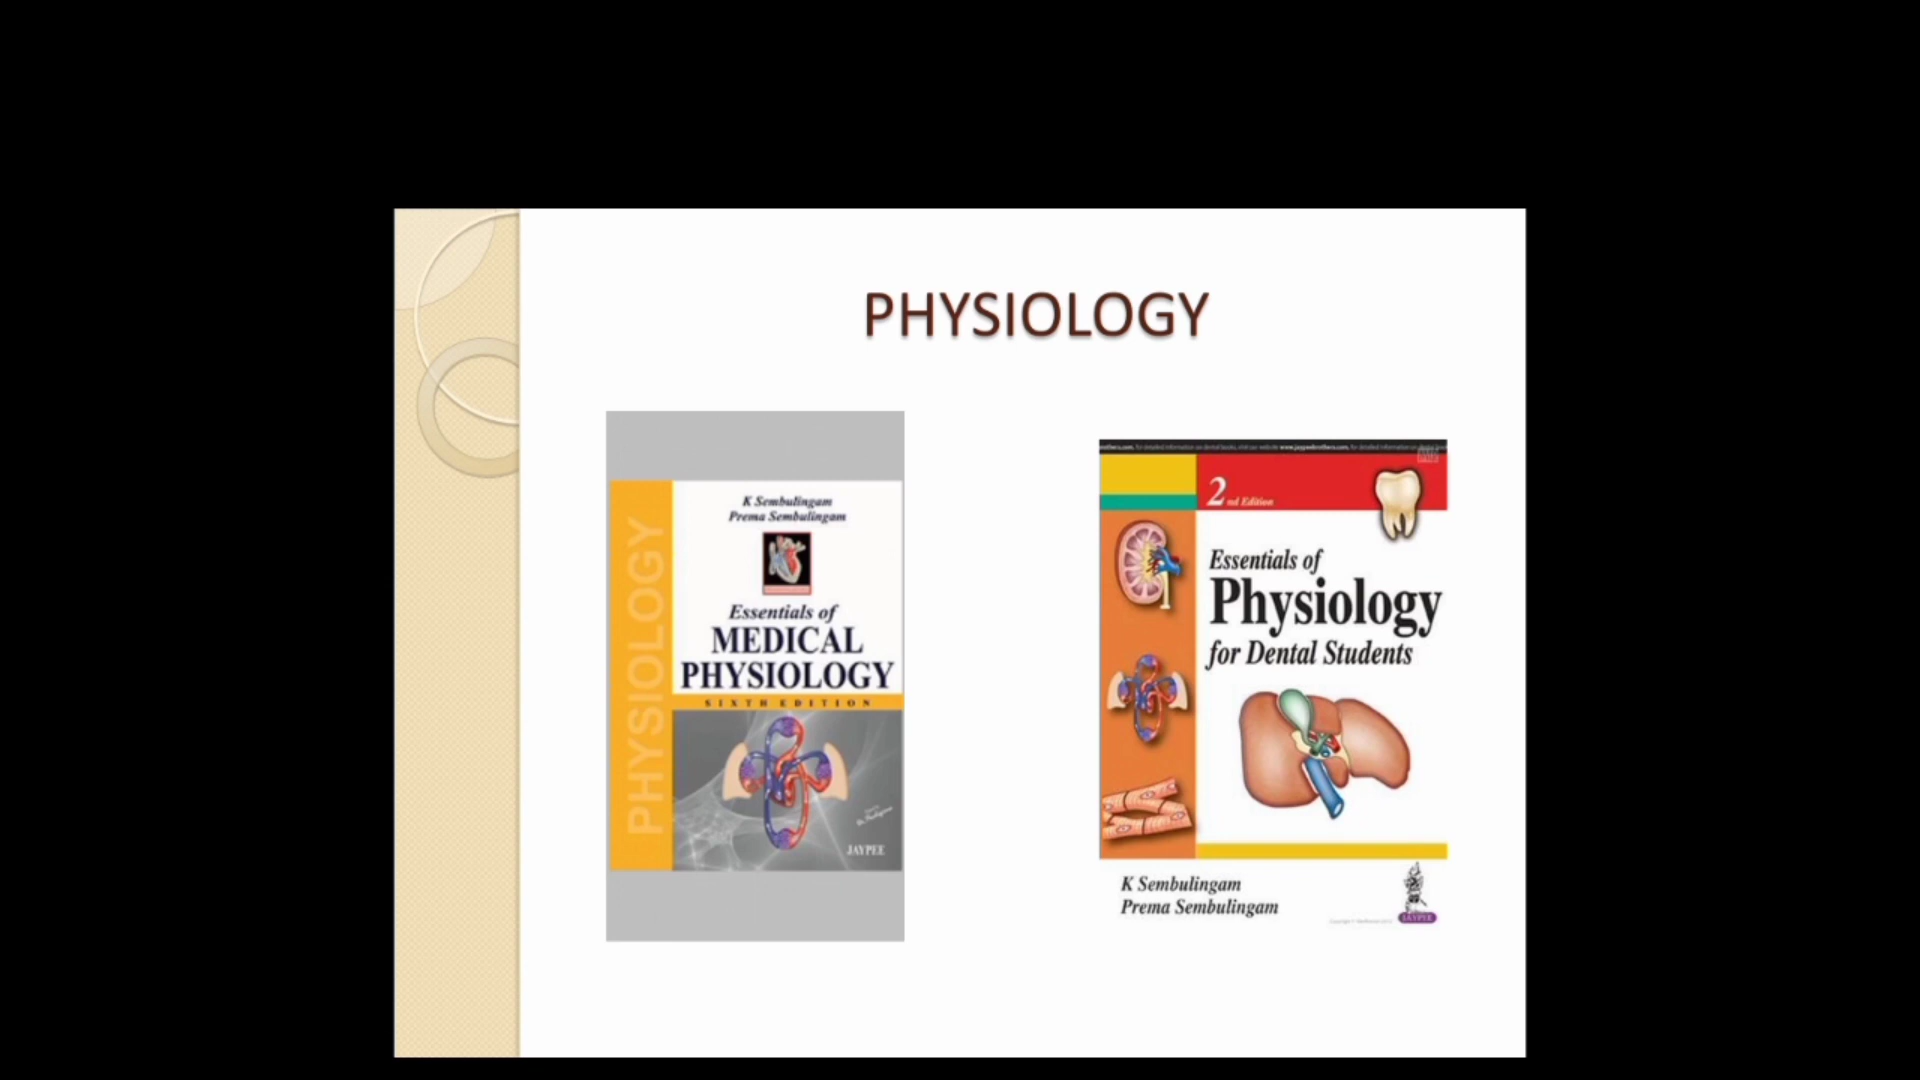 PHYSIOLOGY
PHYSIOLOGY
K Sembulingam
Prema Sembulingam
Essentials of
MEDICAL
PHYSIOLOGY
SIXTH EDITION
JAYPEE
2nd Edition
Essentials of
Physiology
for Dental Students
K Sembulingam
Prema Sembulingam
JAYPEE